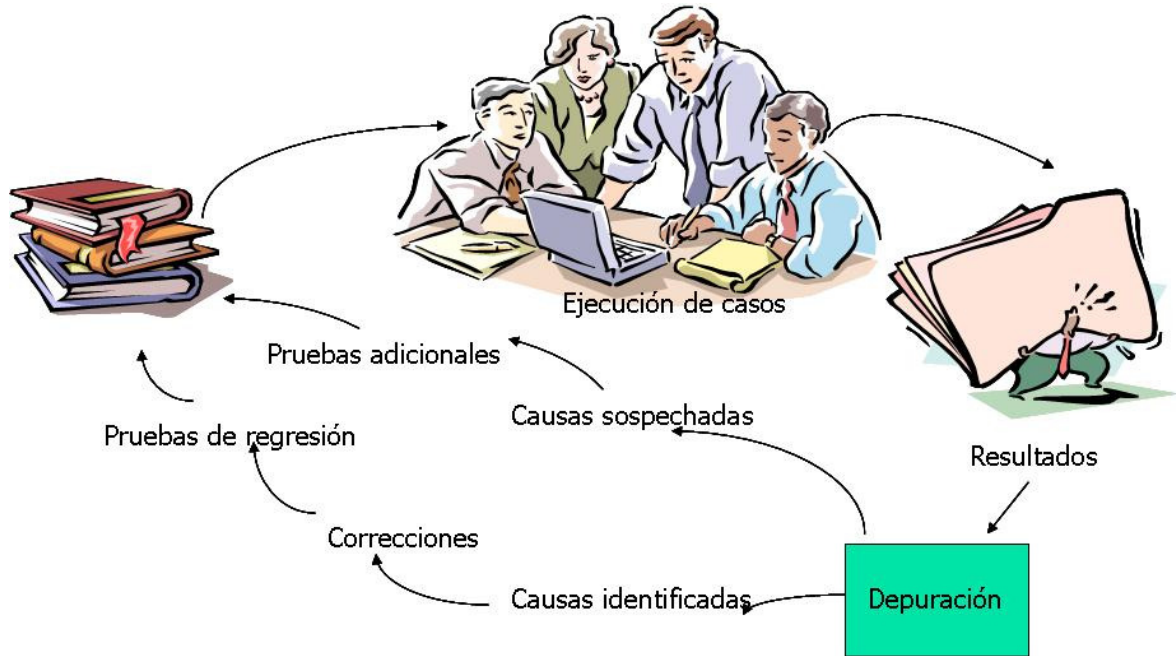 Ejecución de casos
Pruebas adicionales
Causas sospechadas
Pruebas de regresión
Resultados
Correcciones
Causas identificadas
Depuración